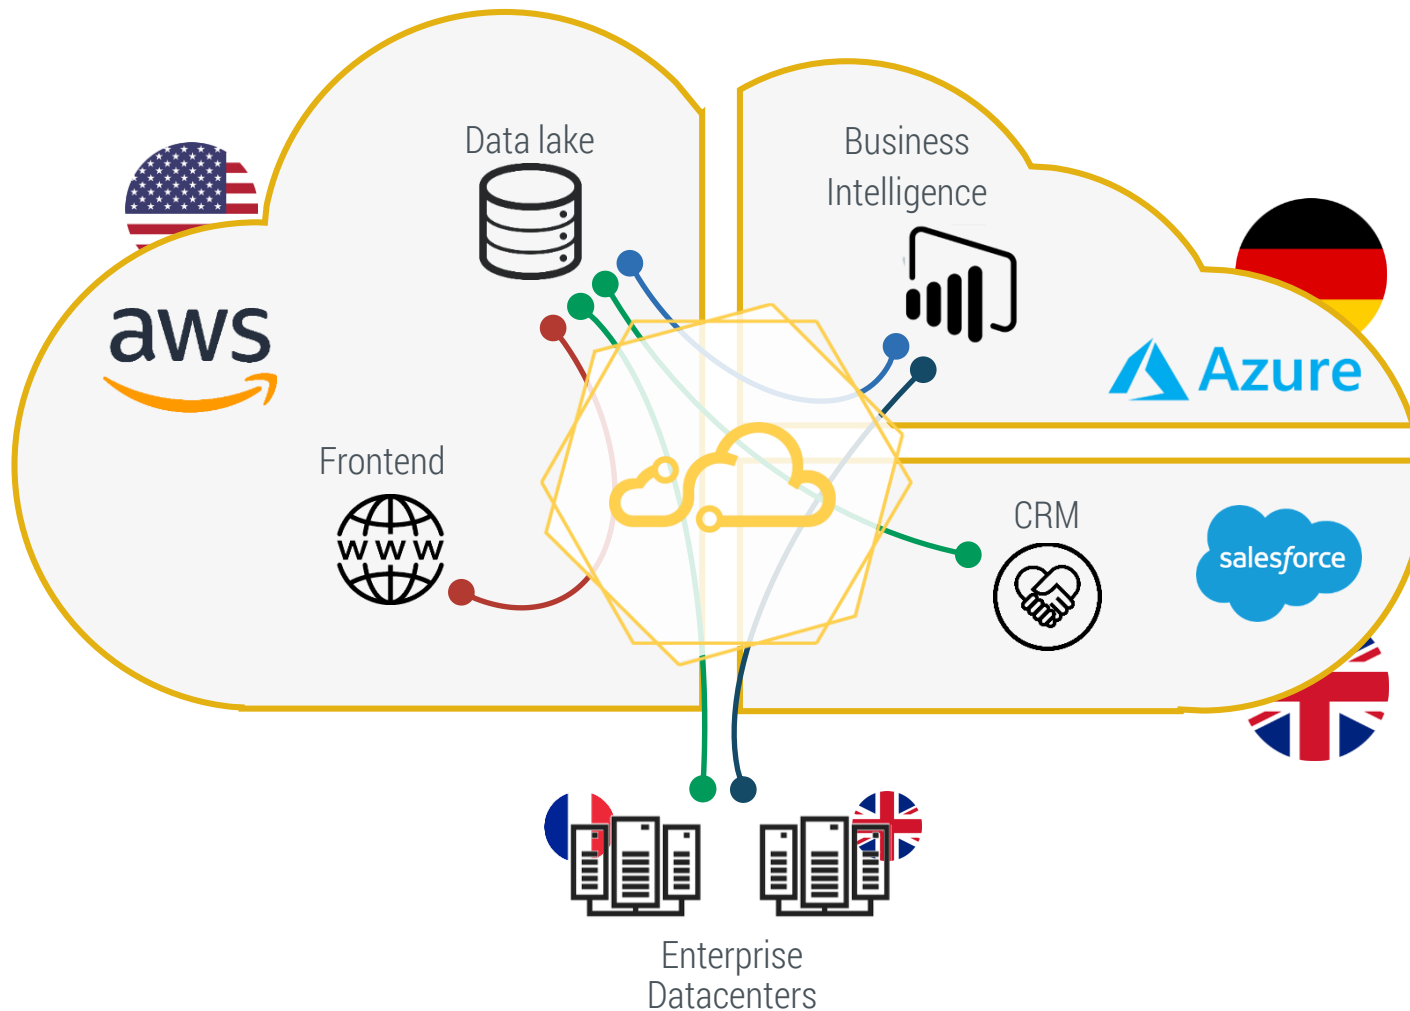 Data lake
Business
Intelligence
aws
Azure
Frontend
WWW
CRM
salesforce
Enterprise
Datacenters